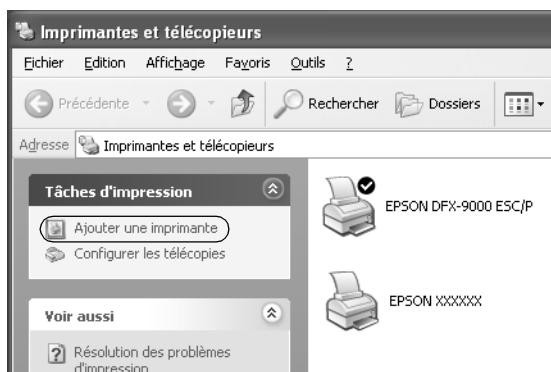 Imprimantes et télécopieurs
Fichier Edition Affichage Favoris Outils ?
Précédente Rechercher Dossiers
Adresse Imprimantes et télécopieurs
Tâches d'impression
Ajouter une imprimante
Configurer les télécopies
Voir aussi
Résolution des problèmes
d'impression
EPSON DFX-9000 ESC/P
EPSON XXXXXX